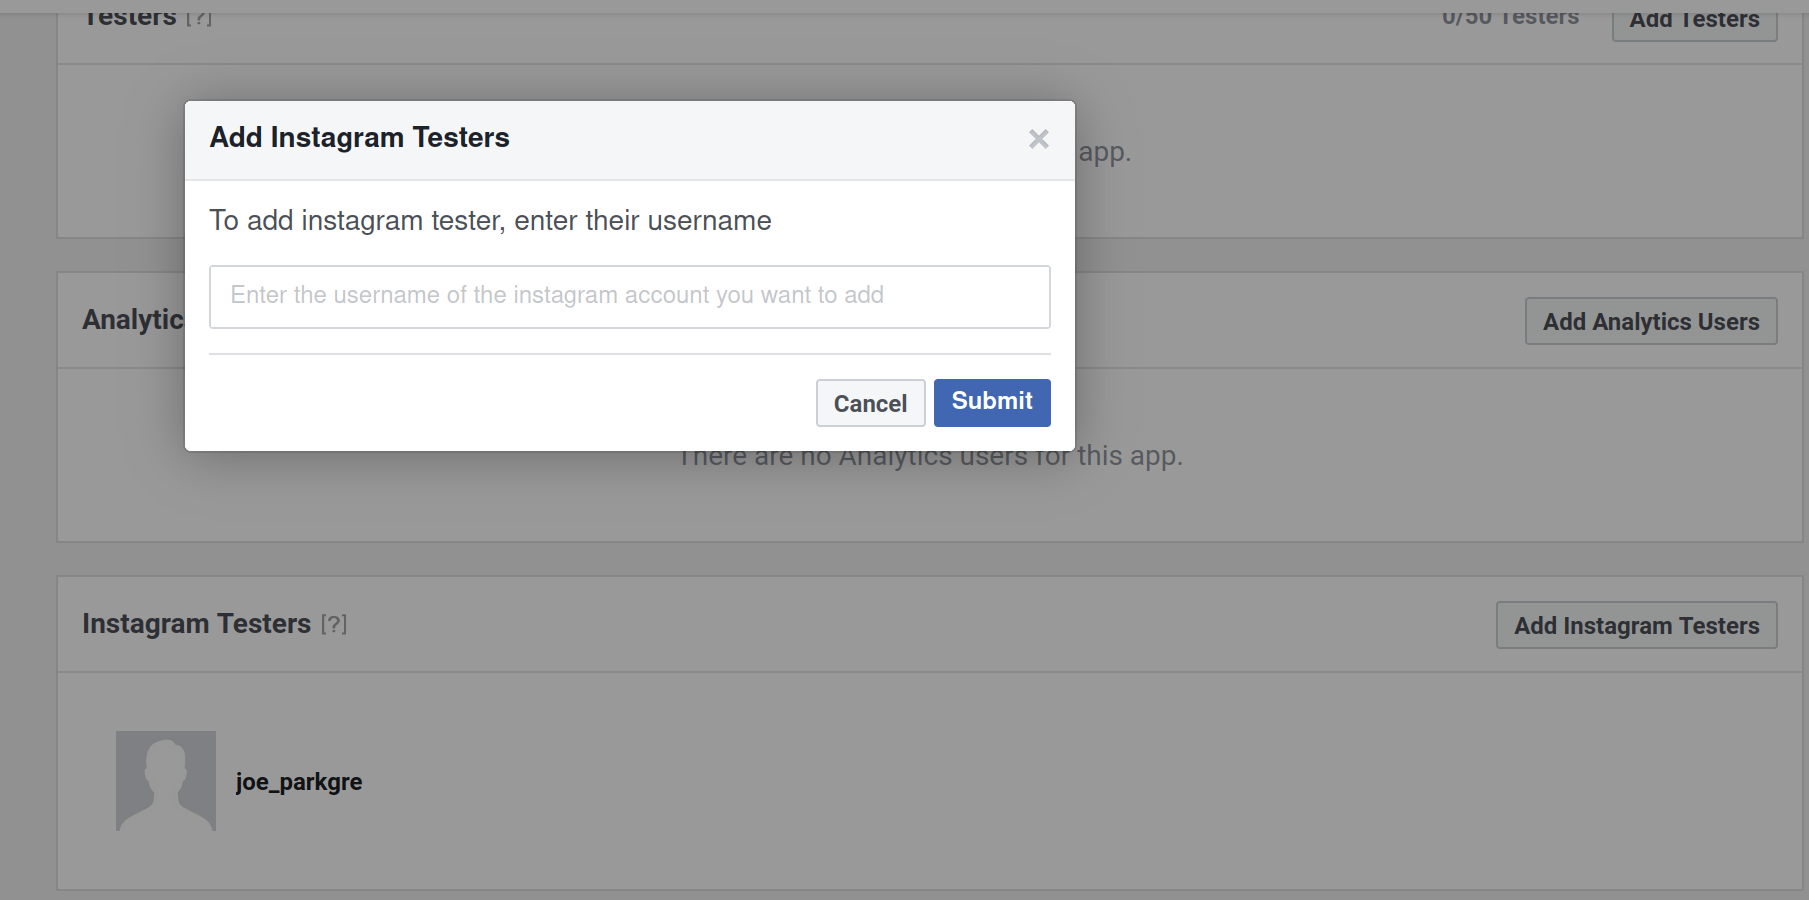 Testers [?]
0/50 Testers
Add Testers
app.
Add Instagram Testers
To add instagram tester, enter their username
Enter the username of the instagram account you want to add
Cancel
Submit
Analytic
Add Analytics Users
There are no Analytics users for this app.
Instagram Testers [?]
Add Instagram Testers
joe_parkgre